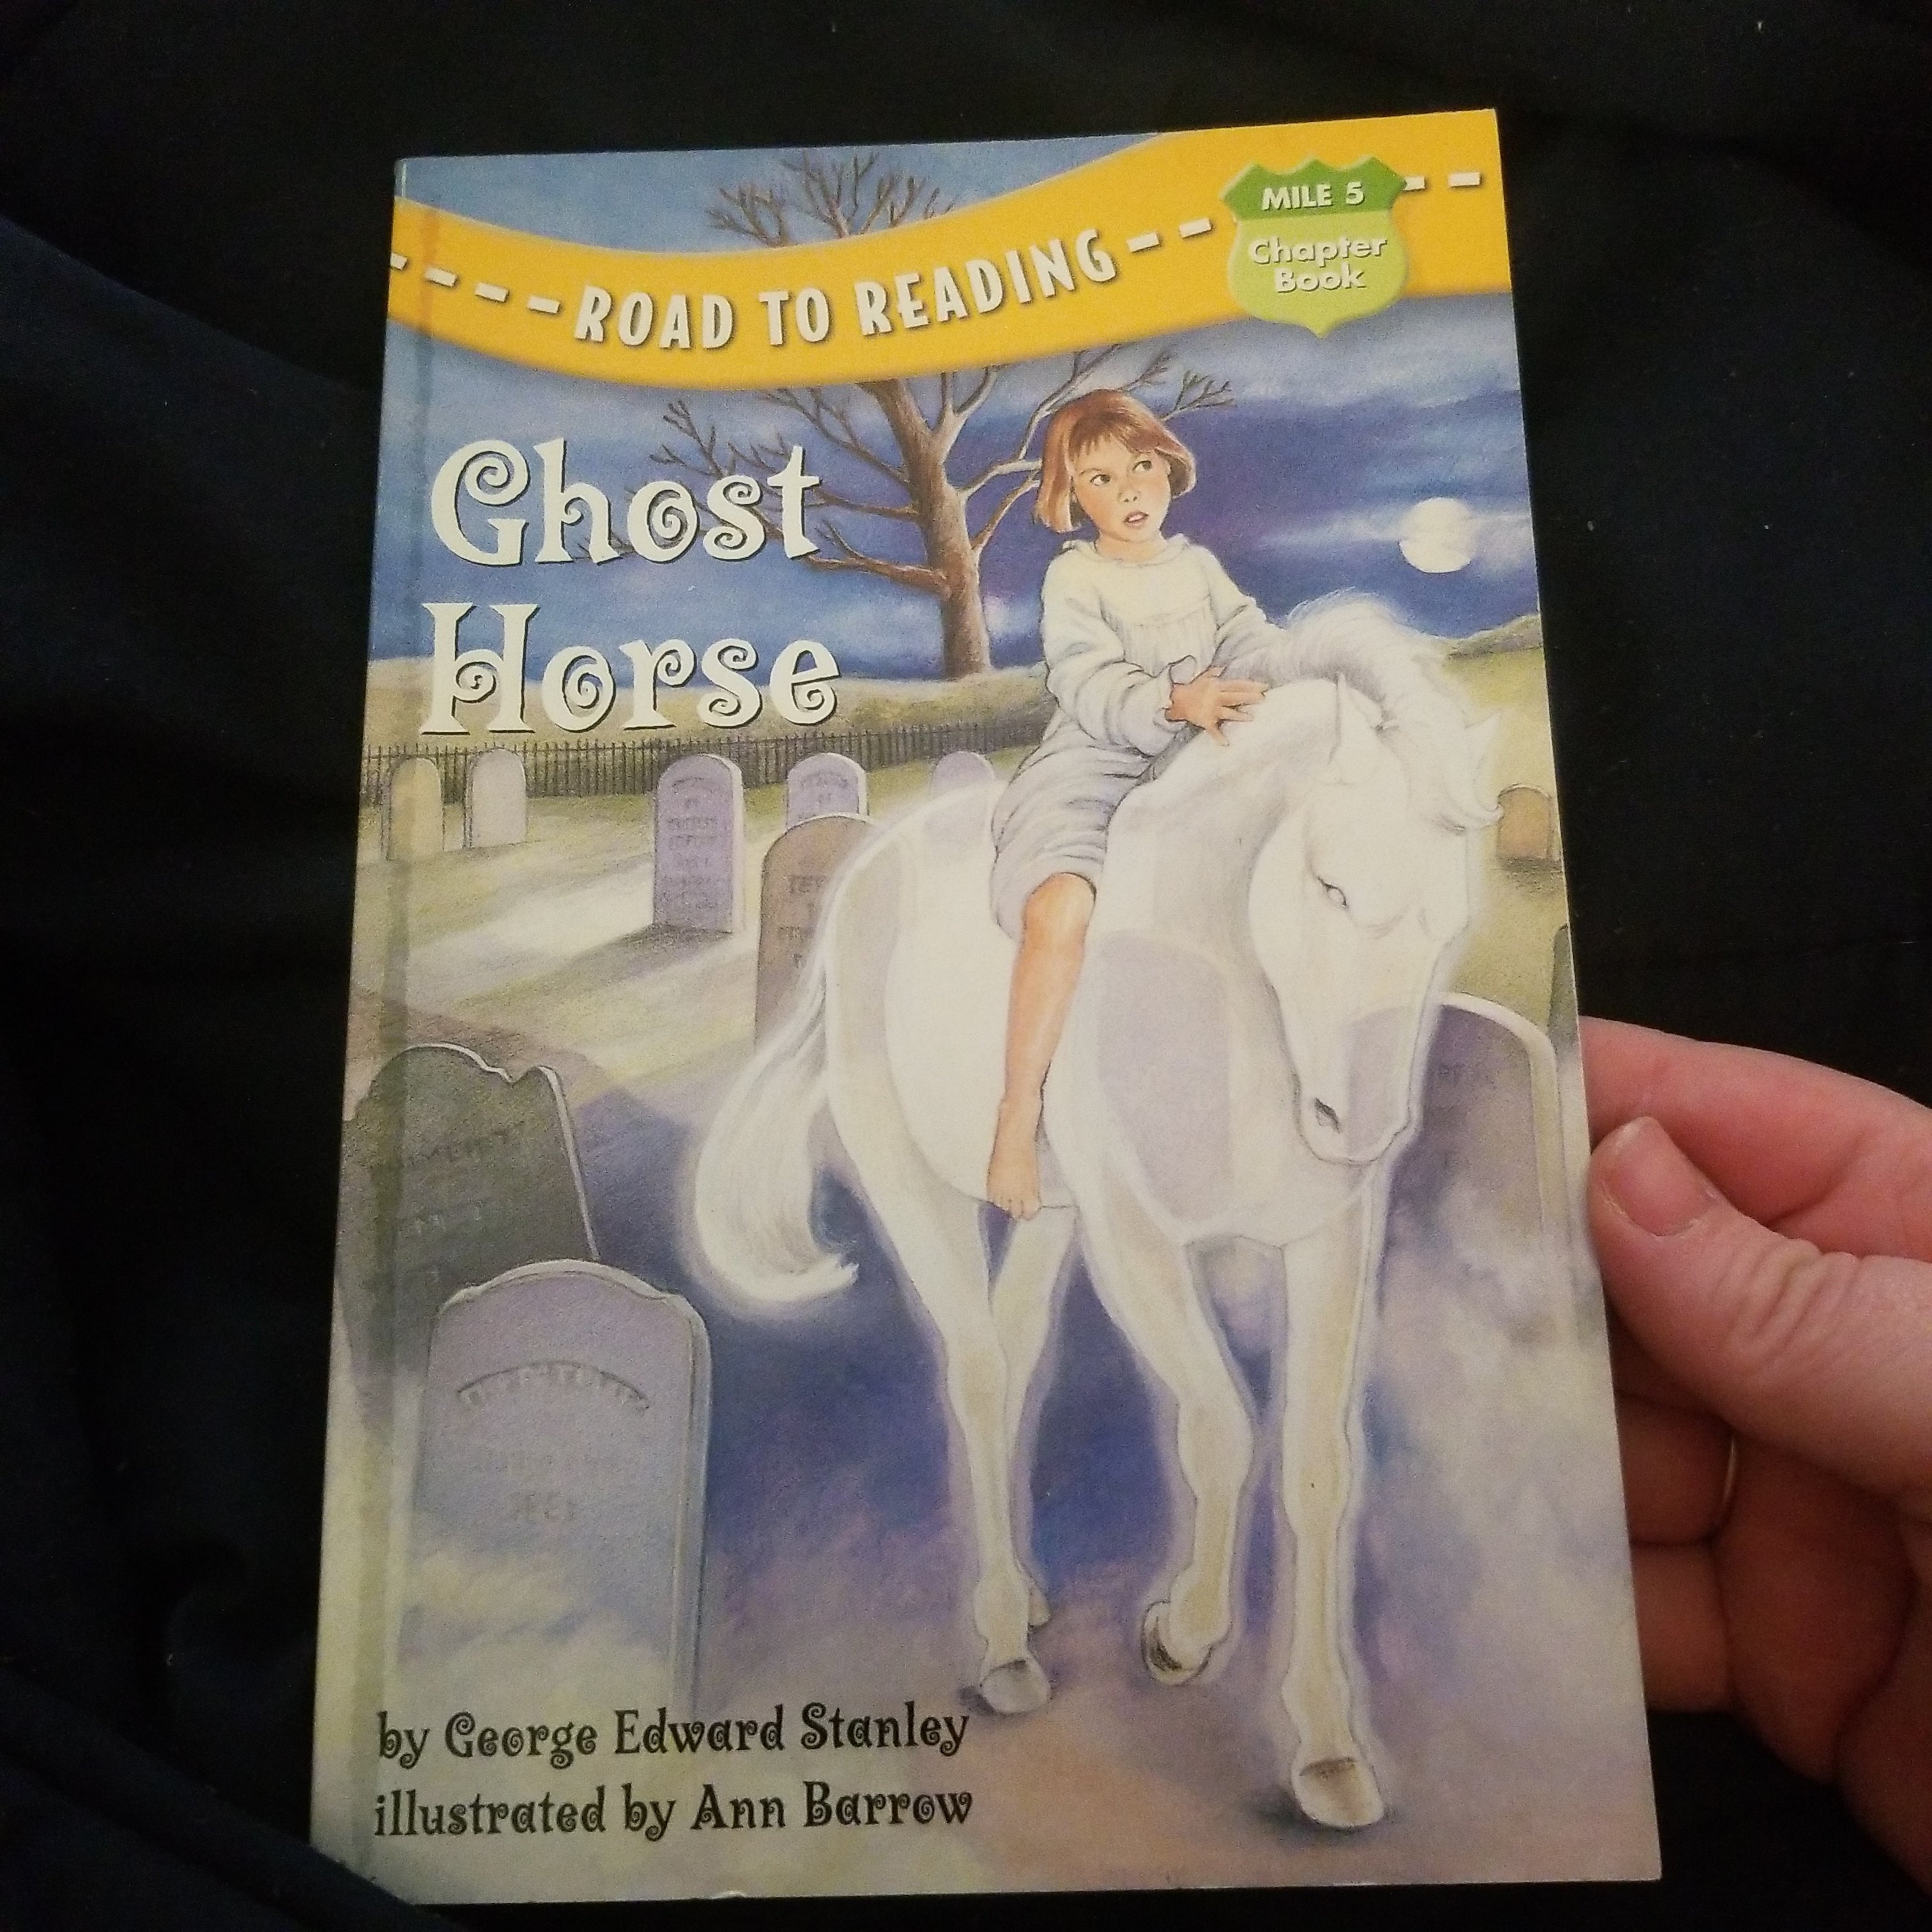 ROAD TO READING
MILE 5
Chapter
Book
Ghost
Horse
by George Edward Stanley
illustrated by Ann Barrow